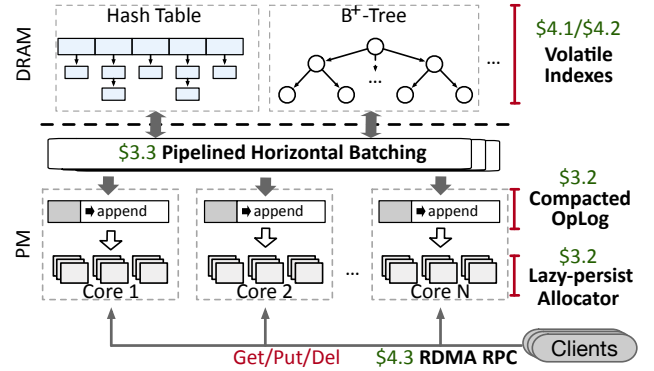 Hash Table
B+-Tree
$4.1/$4.2
Volatile
Indexes
DRAM
...
...
$3.3 Pipelined Horizontal Batching
PM
append
append
append
$3.2
Compacted
OpLog
...
$3.2
Lazy-persist
Allocator
Core 1
Core 2
Core N
Get/Put/Del
$4.3 RDMA RPC
Clients